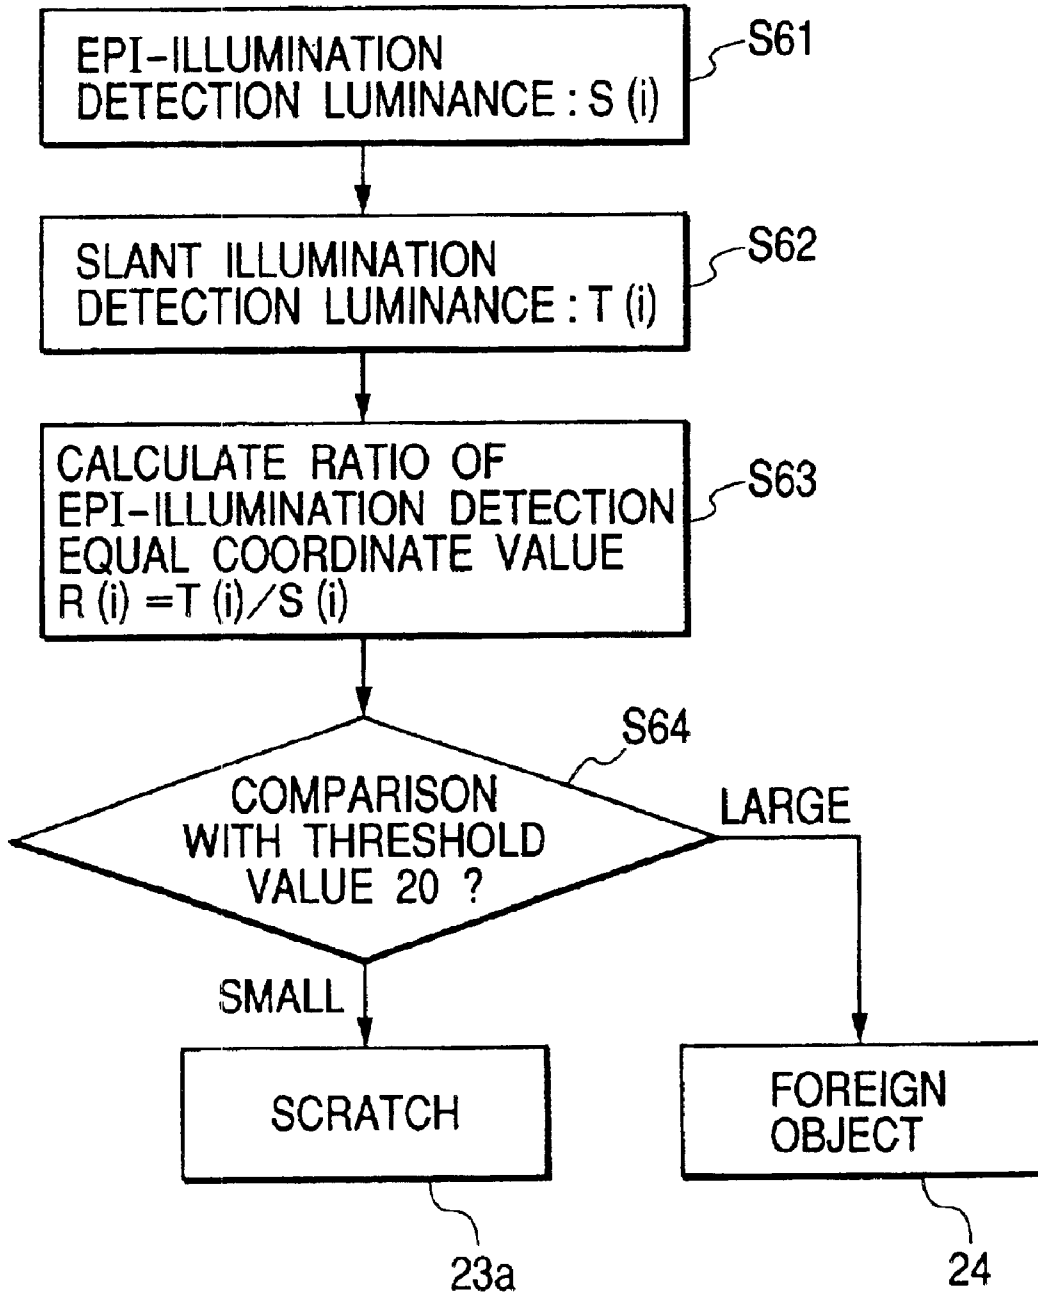 S61
EPI-ILLUMINATION
DETECTION LUMINANCE : S (i)
S62
SLANT ILLUMINATION
DETECTION LUMINANCE : T (i)
S63
CALCULATE RATIO OF
EPI-ILLUMINATION DETECTION
EQUAL COORDINATE VALUE
R (i) =T (i)/S (i)
S64
COMPARISON
WITH THRESHOLD
VALUE 20 ?
LARGE
SMALL
SCRATCH
FOREIGN
OBJECT
23a
24